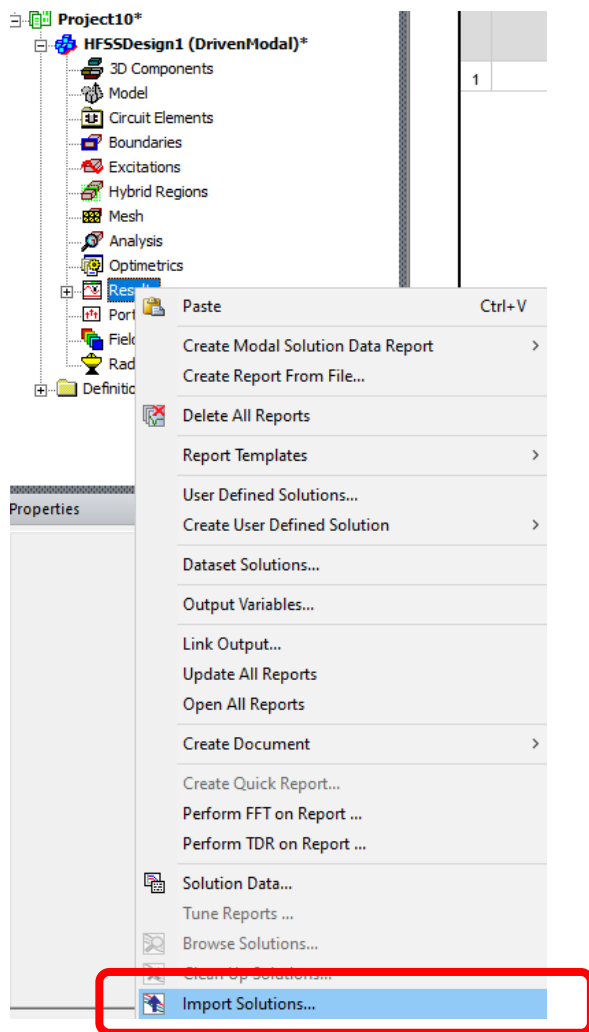 Project10*
HFSSDesign1 (DrivenModal)*
3D Components
1
Model
Circuit Elements
Boundaries
Excitations
Hybrid Regions
Mesh
Analysis
Optimetrics
Paste Ctrl+V
Create Modal Solution Data Report
Create Report From File...
Delete All Reports
Report Templates
Properties
User Defined Solutions...
Create User Defined Solution
Dataset Solutions...
Output Variables...
Link Output...
Update All Reports
Open All Reports
Create Document
Create Quick Report...
Perform FFT on Report ...
Perform TDR on Report ...
Solution Data...
Tune Reports ...
Browse Solutions...
Clean Up Solutions...
Import Solutions...